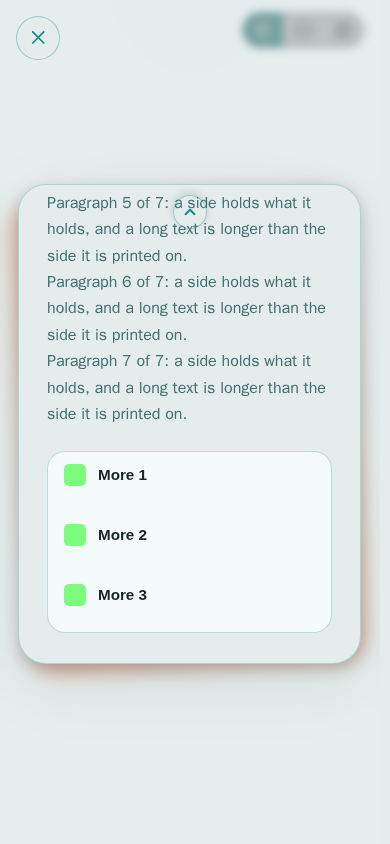 Paragraph 5 of 7: a side holds what it
holds, and a long text is longer than the
side it is printed on.
Paragraph 6 of 7: a side holds what it
holds, and a long text is longer than the
side it is printed on.
Paragraph 7 of 7: a side holds what it
holds, and a long text is longer than the
side it is printed on.
More 1
More 2
More 3